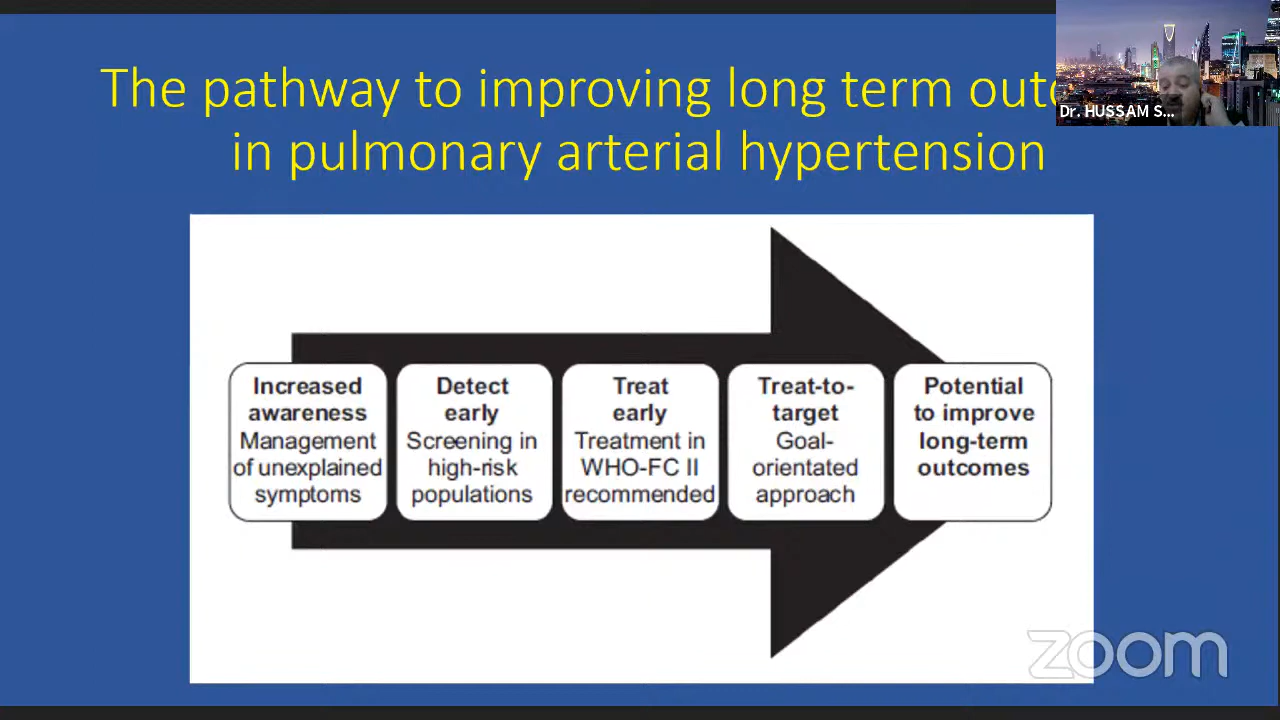 The pathway to improving long term
in pulmonary arterial hypertension
Dr. HUSSAM S...
Increased
awareness
Management
of unexplained
symptoms
Detect
early
Screening in
high-risk
populations
Treat
early
Treatment in
WHO-FC II
recommended
Treat-to-
target
Goal-
orientated
approach
Potential
to improve
long-term
outcomes
zoom